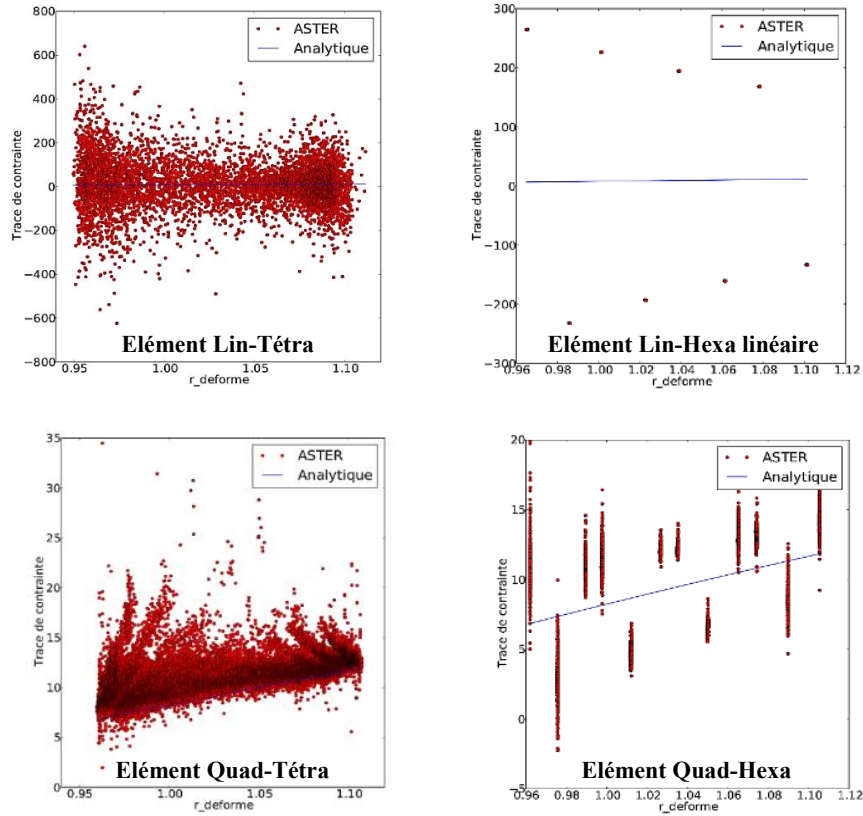 800
600
400
200
0
−200
−400
−600
−800
Trace de contrainte
ASTER
Analytique
Elément Lin-Tétra
0.95 1.00 1.05 1.10
r_deforme
300
200
100
0
−100
−200
−300
Trace de contrainte
ASTER
Analytique
Elément Lin-Hexa linéaire
0.96 0.98 1.00 1.02 1.04 1.06 1.08 1.10 1.12
r_deforme
35
30
25
20
15
10
5
0
Trace de contrainte
ASTER
Analytique
Elément Quad-Tétra
0.95 1.00 1.05 1.10
r_deforme
20
15
10
5
0
−5
Trace de contrainte
ASTER
Analytique
Elément Quad-Hexa
0.96 0.98 1.00 1.02 1.04 1.06 1.08 1.10 1.12
r_deforme